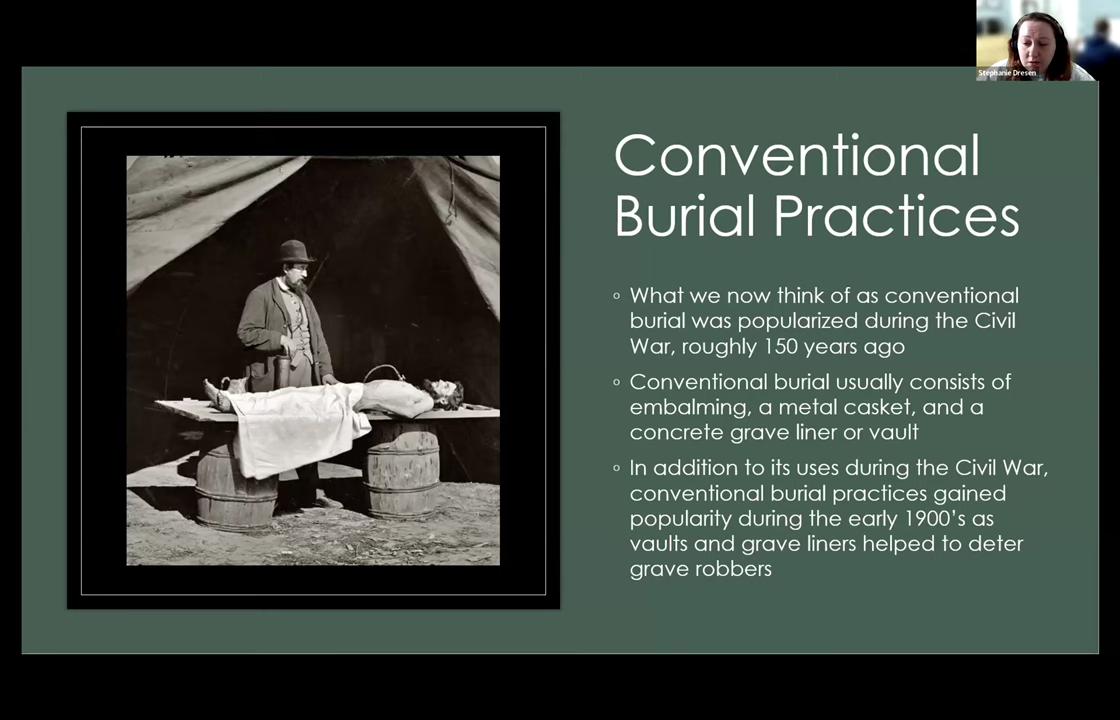 Stephanie Dresen
Conventional
Burial Practices
◦ What we now think of as conventional
burial was popularized during the Civil
War, roughly 150 years ago
◦ Conventional burial usually consists of
embalming, a metal casket, and a
concrete grave liner or vault
◦ In addition to its uses during the Civil War,
conventional burial practices gained
popularity during the early 1900’s as
vaults and grave liners helped to deter
grave robbers